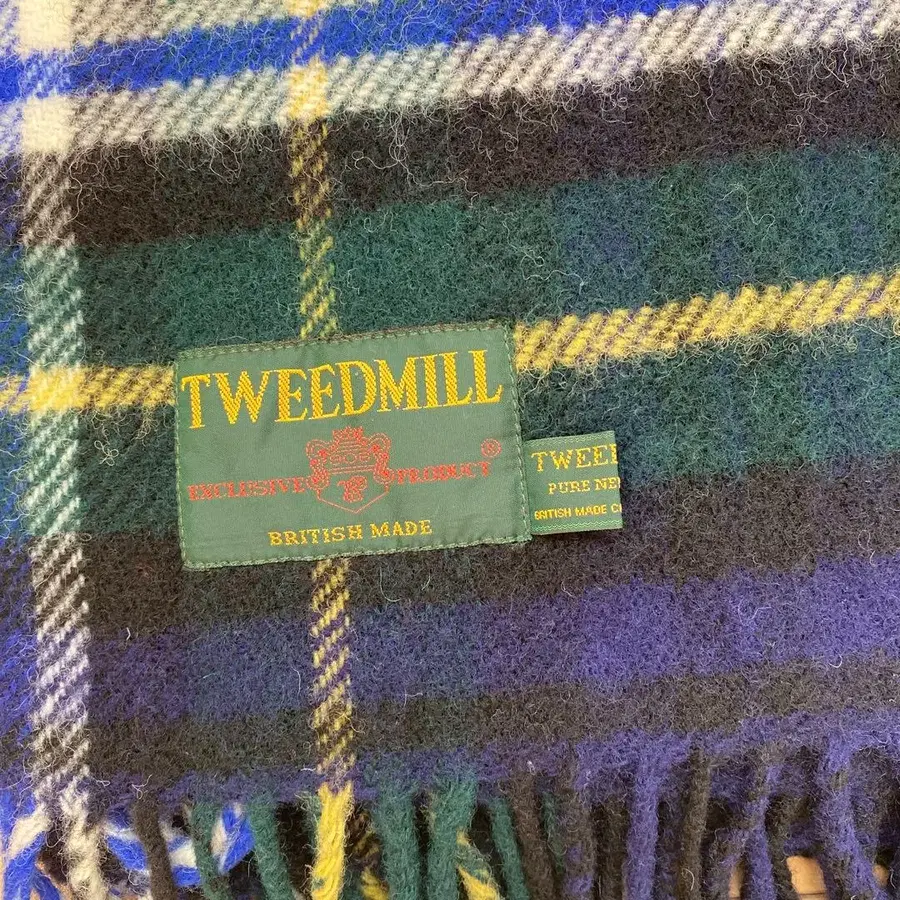 TWEEDMILL
EXCLUSIVE PRODUCT®
BRITISH MADE
TWEE
PURE NE
BRITISH MADE C